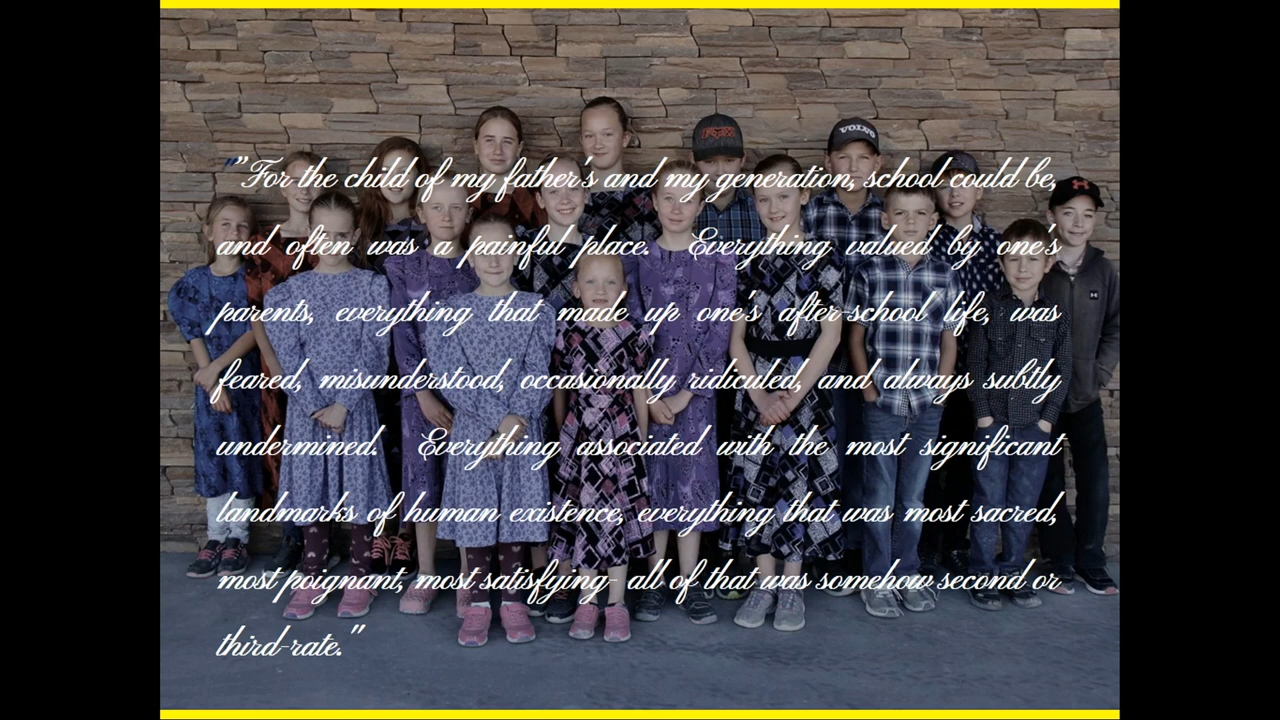 "For the child of my father's and my generation, school could be,
and often was a painful place. Everything valued by one's
parents, everything that made up one's after-school life, was
feared, misunderstood, occasionally ridiculed, and always subtly
undermined. Everything associated with the most significant
landmarks of human existence, everything that was most sacred,
most poignant, most satisfying- all of that was somehow second or
third-rate."
VOLVO